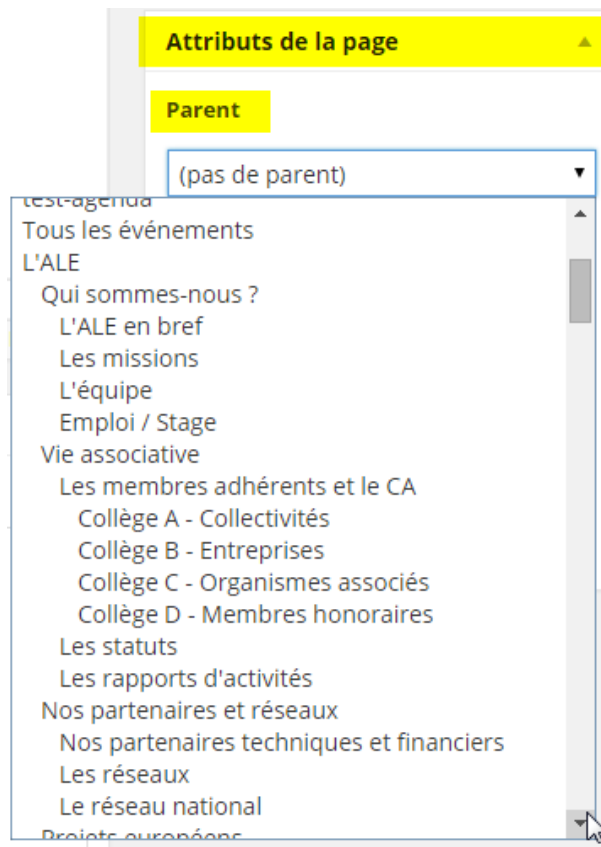 Attributs de la page
Parent
(pas de parent)
test-agenda
Tous les événements
L'ALE
Qui sommes-nous ?
L'ALE en bref
Les missions
L'équipe
Emploi / Stage
Vie associative
Les membres adhérents et le CA
Collège A - Collectivités
Collège B - Entreprises
Collège C - Organismes associés
Collège D - Membres honoraires
Les statuts
Les rapports d'activités
Nos partenaires et réseaux
Nos partenaires techniques et financiers
Les réseaux
Le réseau national
Projets européens